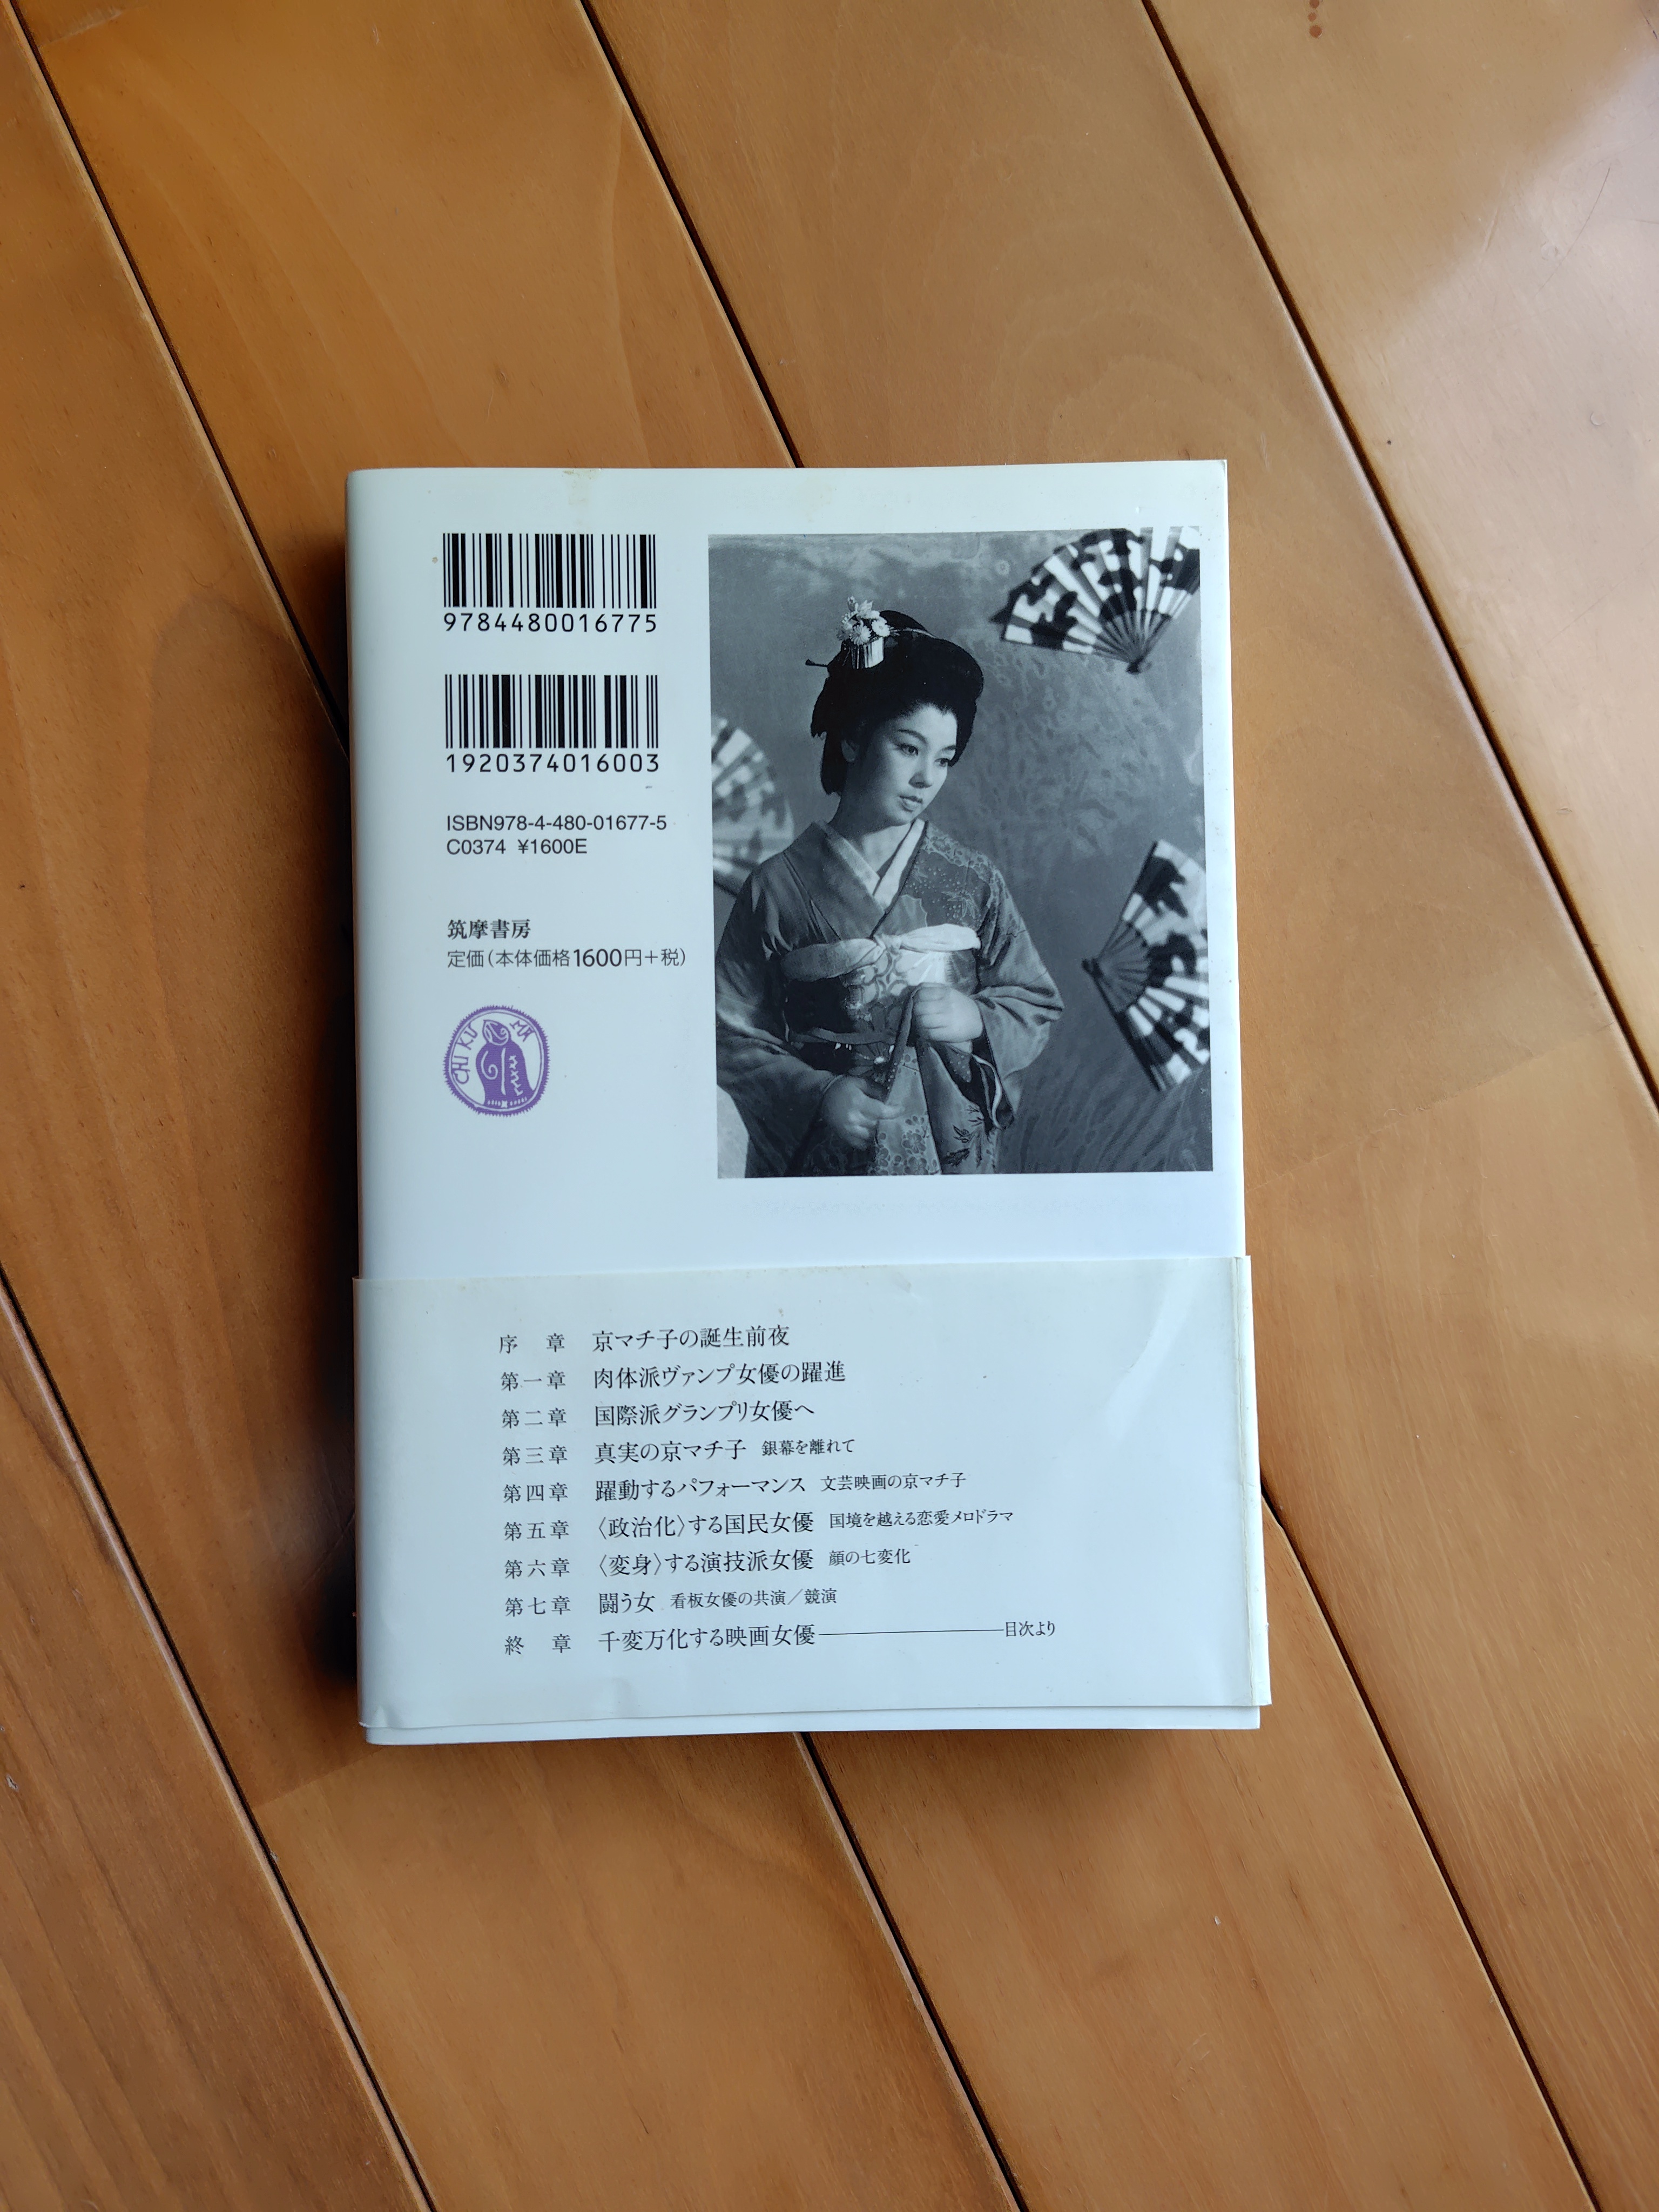 9784480016775
1920374016003
ISBN978-4-480-01677-5
C0374 ¥1600E
筑摩書房
定価(本体価格1600円+税)
CHIKUMA
序　章　京マチ子の誕生前夜
第一章　肉体派ヴァンプ女優の躍進
第二章　国際派グランプリ女優へ
第三章　真実の京マチ子　銀幕を離れて
第四章　躍動するパフォーマンス　文芸映画の京マチ子
第五章　〈政治化〉する国民女優　国境を越える恋愛メロドラマ
第六章　〈変身〉する演技派女優　顔の七変化
第七章　闘う女　看板女優の共演／競演
終　章　千変万化する映画女優————目次より